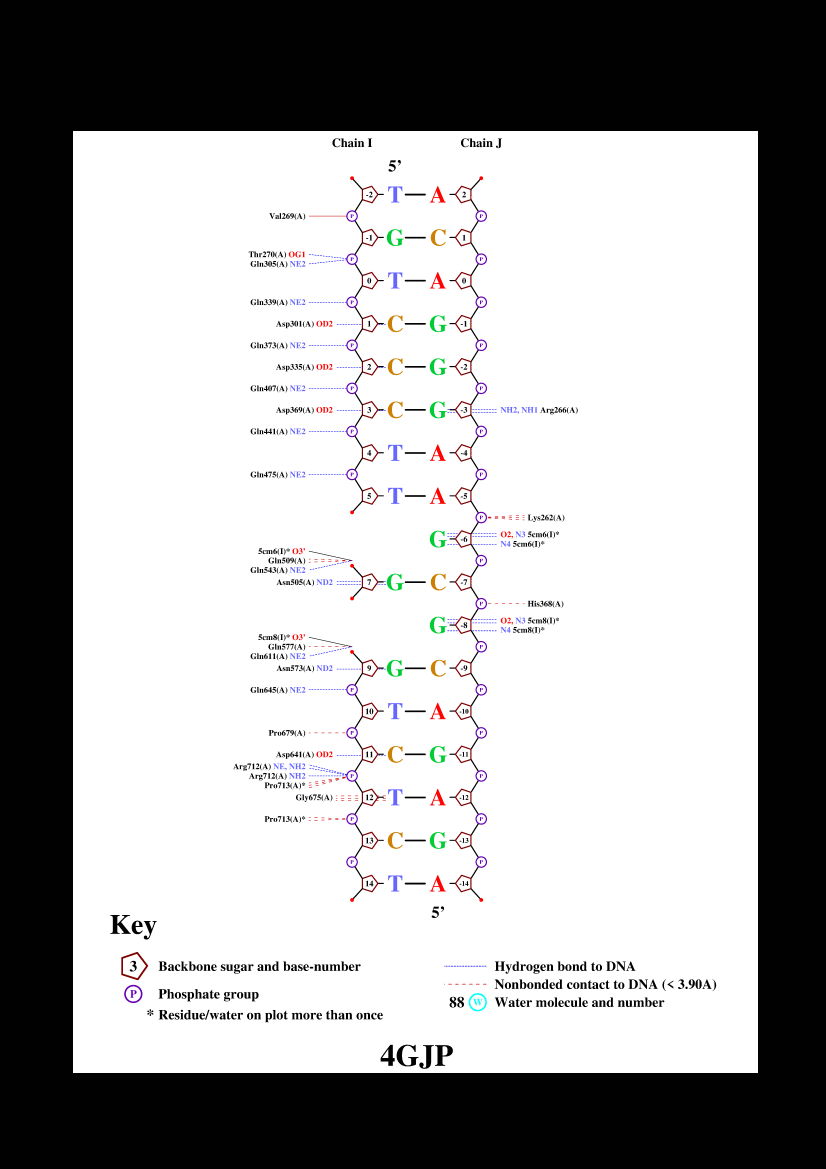 Chain I Chain J
5’
-2 T A 2
P P
Val269(A)
-1 G C 1
Thr270(A) OG1
P P
Gln305(A) NE2
0 T A 0
Gln339(A) NE2 P P
Asp301(A) OD2 1 C G -1
Gln373(A) NE2 P P
Asp335(A) OD2 2 C G -2
Gln407(A) NE2 P P
Asp369(A) OD2 3 C G -3 NH2, NH1 Arg266(A)
Gln441(A) NE2 P P
4 T A -4
Gln475(A) NE2 P P
5 T A -5
P Lys262(A)
G -6 O2, N3 5cm6(I)*
N4 5cm6(I)*
5cm6(I)* O3’
Gln509(A) P
Gln543(A) NE2
Asn505(A) ND2 7 G C -7
P His368(A)
G -8 O2, N3 5cm8(I)*
N4 5cm8(I)*
5cm8(I)* O3’
Gln577(A) P
Gln611(A) NE2
Asn573(A) ND2 9 G C -9
Gln645(A) NE2 P P
10 T A -10
Pro679(A) P P
Asp641(A) OD2 11 C G -11
Arg712(A) NE, NH2
Arg712(A) NH2 P P
Pro713(A)*
Gly675(A) 12 T A -12
Pro713(A)* P P
13 C G -13
P P
14 T A -14
5’
Key
3 Backbone sugar and base-number
P Phosphate group
* Residue/water on plot more than once
Hydrogen bond to DNA
Nonbonded contact to DNA (< 3.90A)
88 W Water molecule and number
4GJP